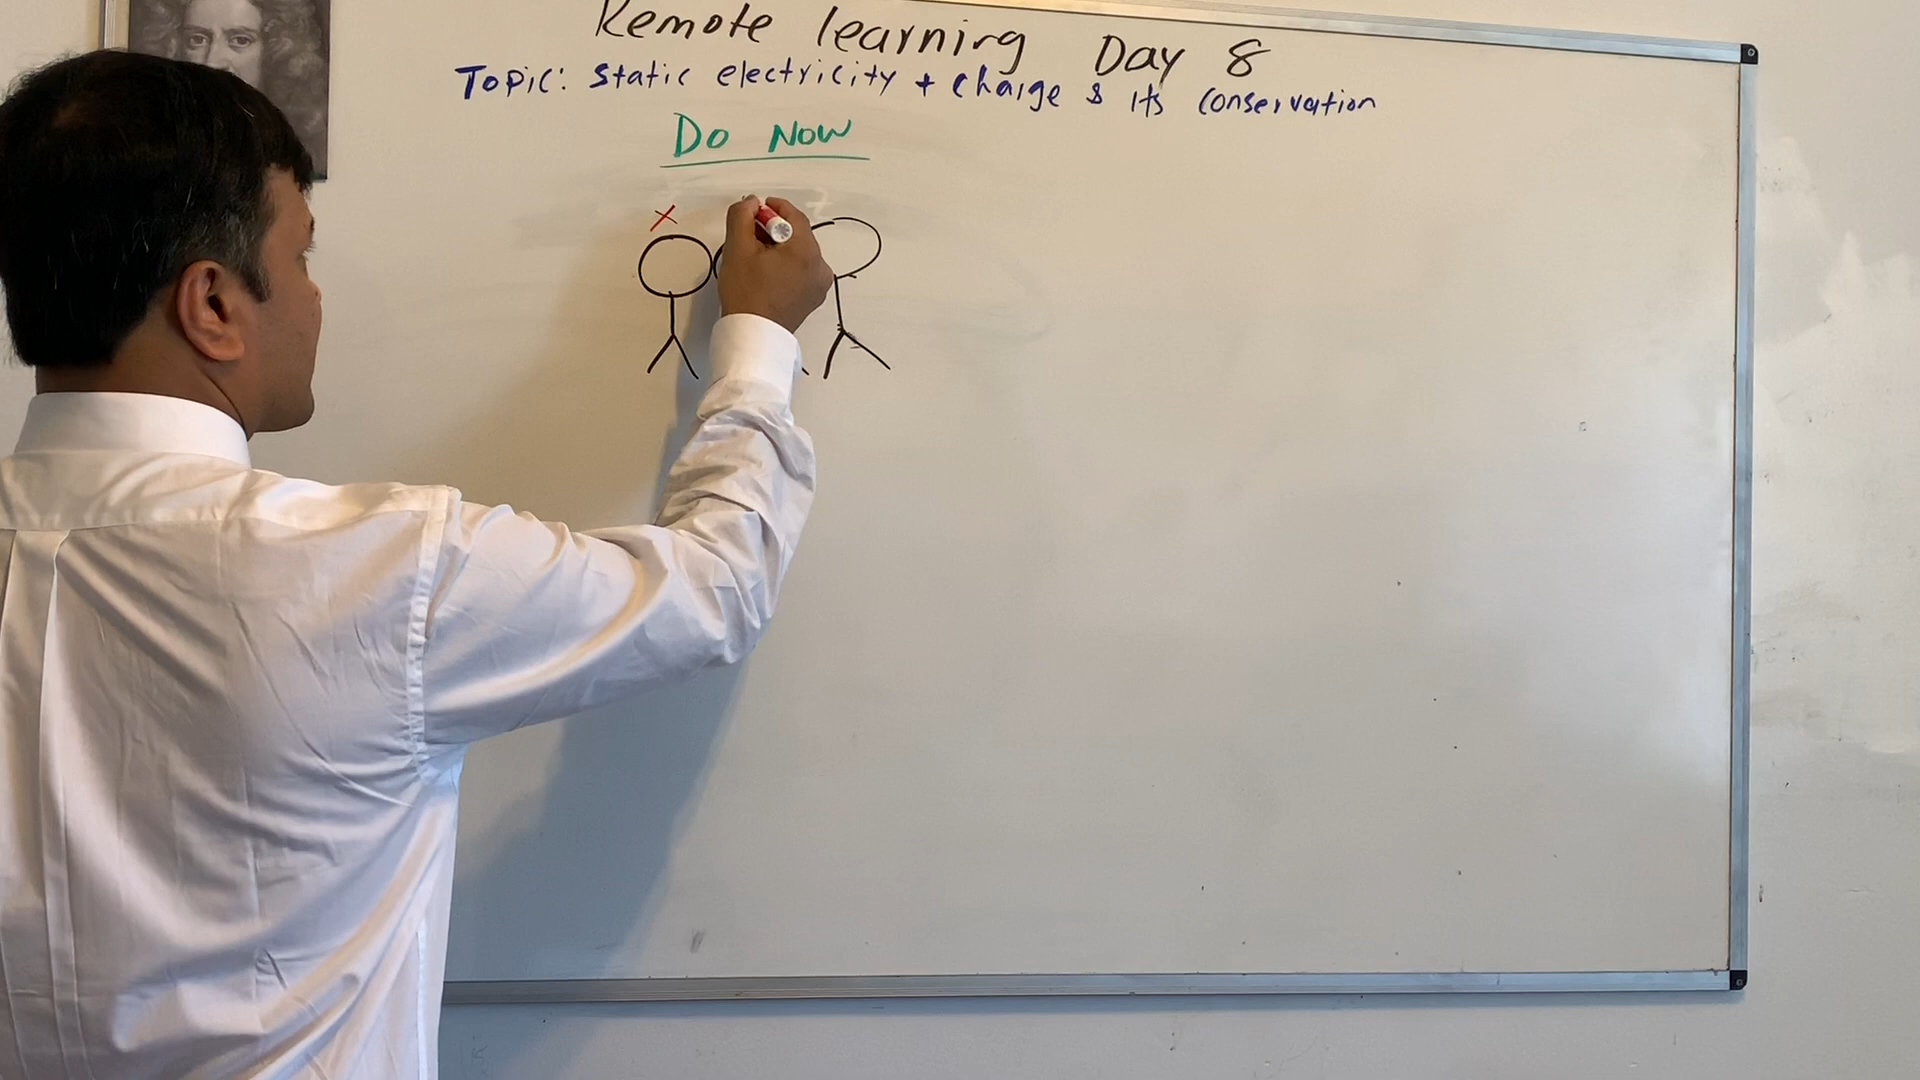 Remote learning Day 8
Topic: Static electricity + Charge & Its Conservation
Do Now
X